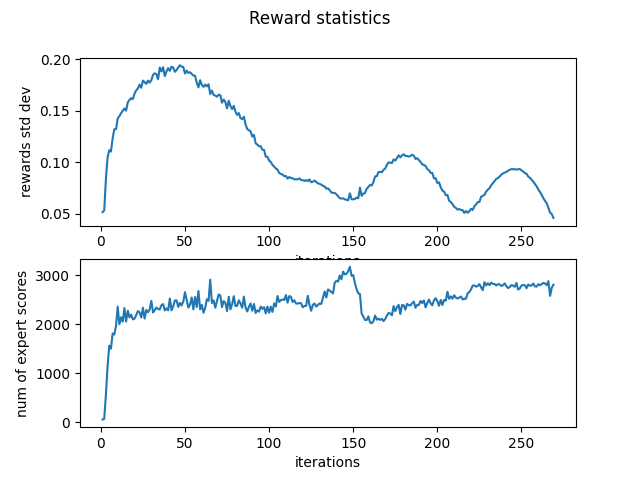 Reward statistics
rewards std dev
0.20
0.15
0.10
0.05
0 50 100 150 200 250
iterations
num of expert scores
3000
2000
1000
0
0 50 100 150 200 250
iterations